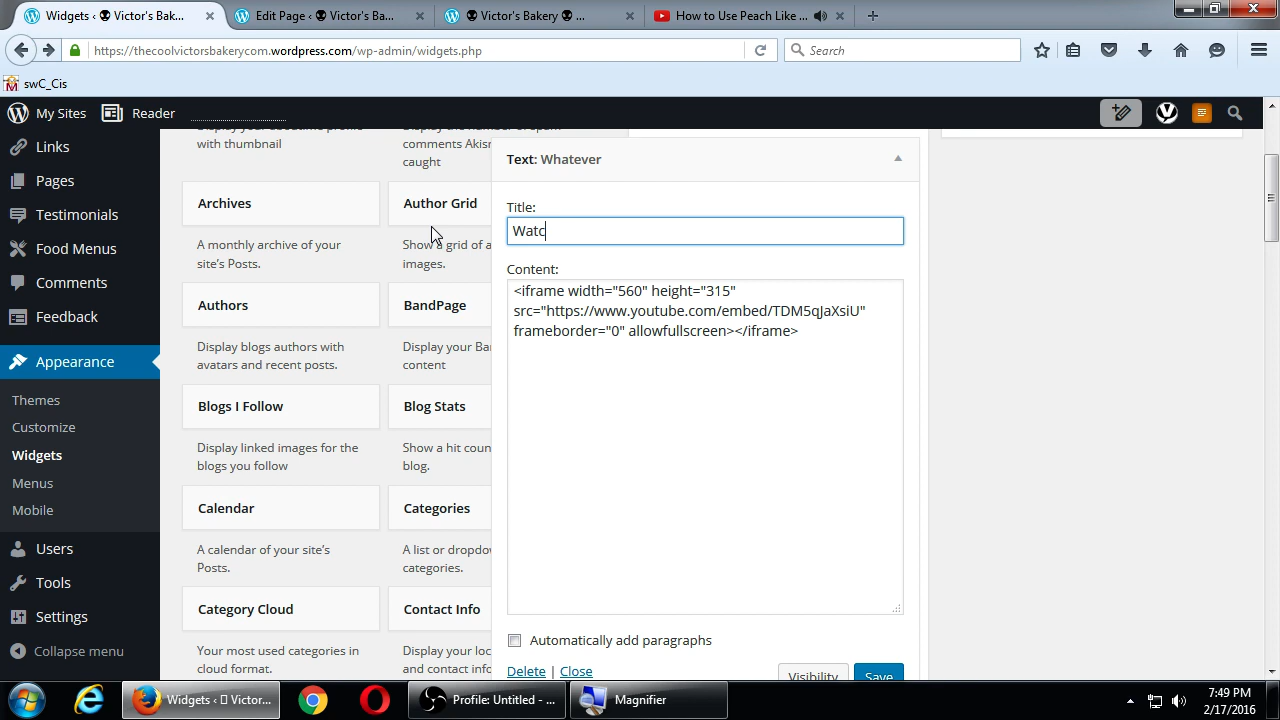 Widgets ‹ 💀 Victor's Bak...
Edit Page ‹ 💀 Victor's Ba...
💀 Victor's Bakery 💀 ...
How to Use Peach Like ...
https://thecoolvictorsbakerycom.wordpress.com/wp-admin/widgets.php
Search
swC_Cis
My Sites
Reader
Links
Pages
Testimonials
Food Menus
Comments
Feedback
Appearance
Themes
Customize
Widgets
Menus
Mobile
Users
Tools
Settings
Collapse menu
with thumbnail
Display the number of spam
comments Akis
caught
Archives
A monthly archive of your
site's Posts.
Author Grid
Show a grid of a
images.
Authors
Display blogs authors with
avatars and recent posts.
BandPage
Display your Ba
content
Blogs I Follow
Display linked images for the
blogs you follow
Blog Stats
Show a hit coun
blog.
Calendar
A calendar of your site's
Posts.
Categories
A list or dropdo
categories.
Category Cloud
Your most used categories in
cloud format.
Contact Info
Display your loc
and contact info
Text: Whatever
Title:
Watc
Content:
<iframe width="560" height="315"
src="https://www.youtube.com/embed/TDM5qJaXsiU"
frameborder="0" allowfullscreen></iframe>
Automatically add paragraphs
Delete | Close
Visibility
Save
Widgets ‹ Victor...
Profile: Untitled - ...
Magnifier
7:49 PM
2/17/2016